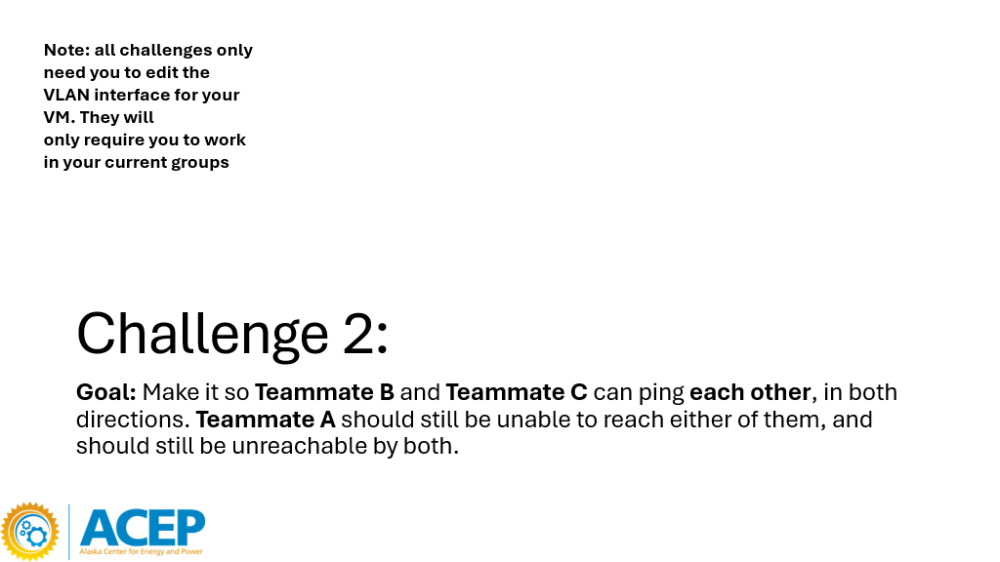 Note: all challenges only
need you to edit the
VLAN interface for your
VM. They will
only require you to work
in your current groups
Challenge 2:
Goal: Make it so Teammate B and Teammate C can ping each other, in both
directions. Teammate A should still be unable to reach either of them, and
should still be unreachable by both.
ACEP
Alaska Center for Energy and Power